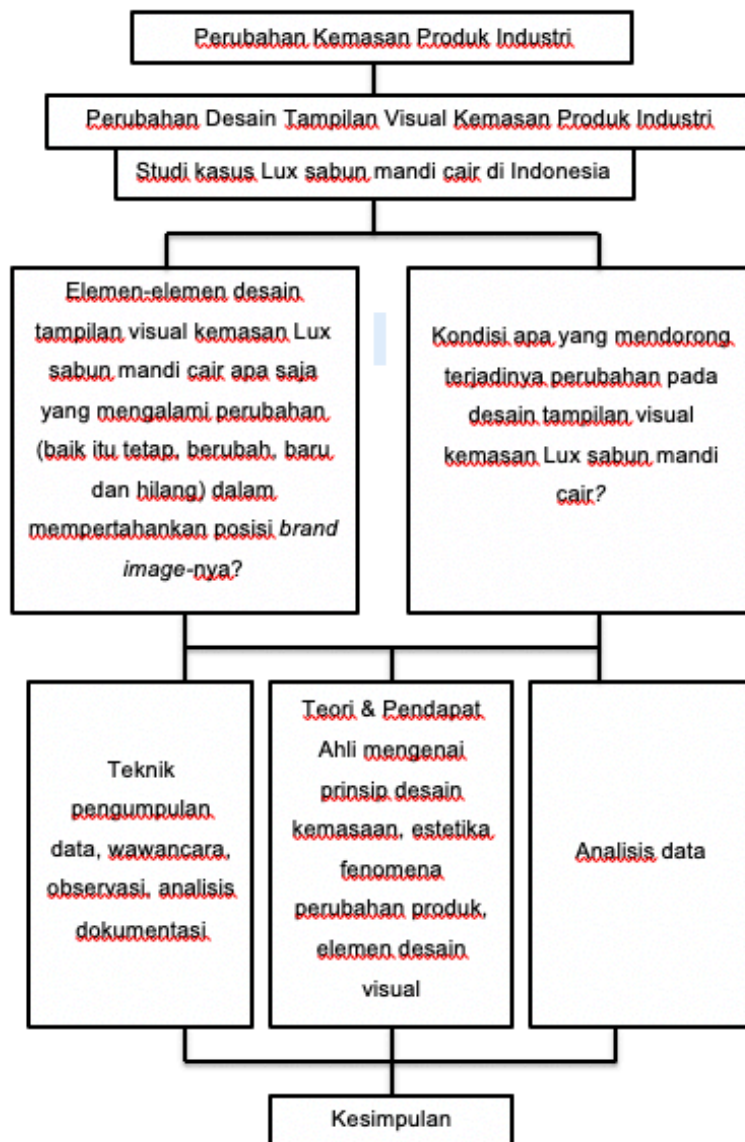 Perubahan Kemasan Produk Industri
Perubahan Desain Tampilan Visual Kemasan Produk Industri
Studi kasus Lux sabun mandi cair di Indonesia
Elemen-elemen desain
tampilan visual kemasan Lux
sabun mandi cair apa saja
yang mengalami perubahan
(baik itu tetap, berubah, baru
dan hilang) dalam
mempertahankan posisi brand
image-nya?
Kondisi apa yang mendorong
terjadinya perubahan pada
desain tampilan visual
kemasan Lux sabun mandi
cair?
Teknik
pengumpulan
data, wawancara,
observasi, analisis
dokumentasi
Teori & Pendapat
Ahli mengenai
prinsip desain
kemasaan, estetika
fenomena
perubahan produk,
elemen desain
visual
Analisis data
Kesimpulan